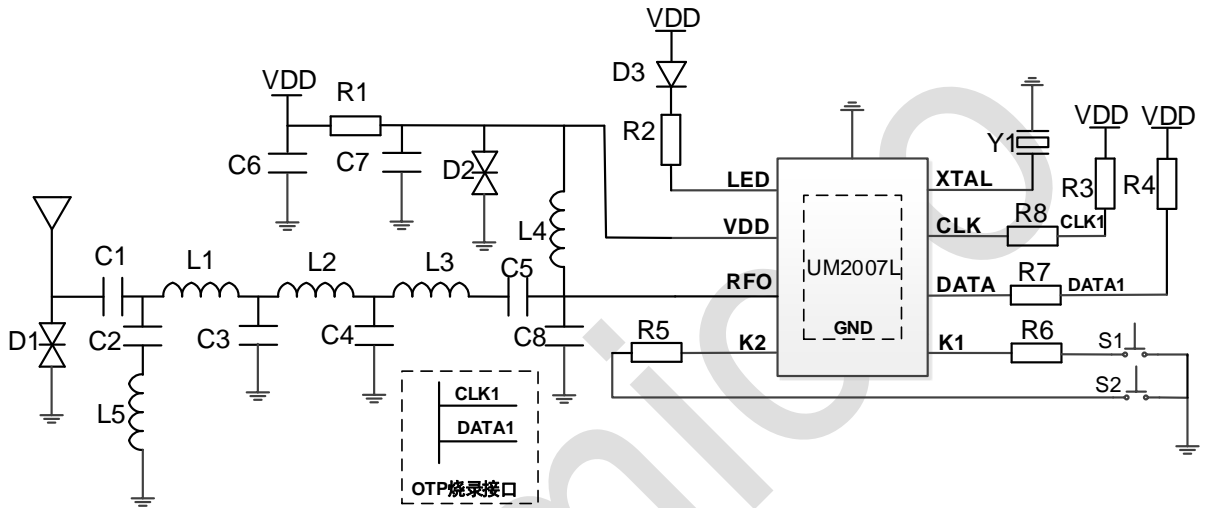 VDD
D3
VDD
R1
R2
C6
C7
D2
L4
LED
VDD
RFO
K2
UM2007L
GND
XTAL
CLK
DATA
K1
Y1
VDD
VDD
R3
R4
R8
CLK1
R7
DATA1
R6
S1
S2
R5
C1
L1
L2
L3
C5
D1
C2
C3
C4
C8
L5
CLK1
DATA1
OTP烧录接口
mico